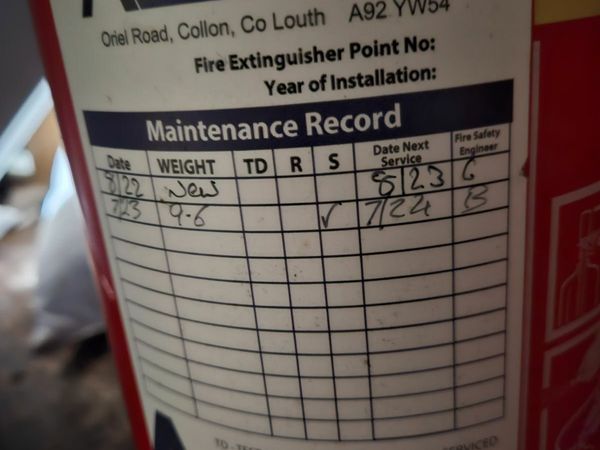 Oriel Road, Collon, Co Louth A92 YW54
Fire Extinguisher Point No:
Year of Installation:
Maintenance Record
Date WEIGHT TD R S Date Next Service Fire Safety Engineer
8/22 New 8/23 G
7/23 9-6 ✓ 7/24 B